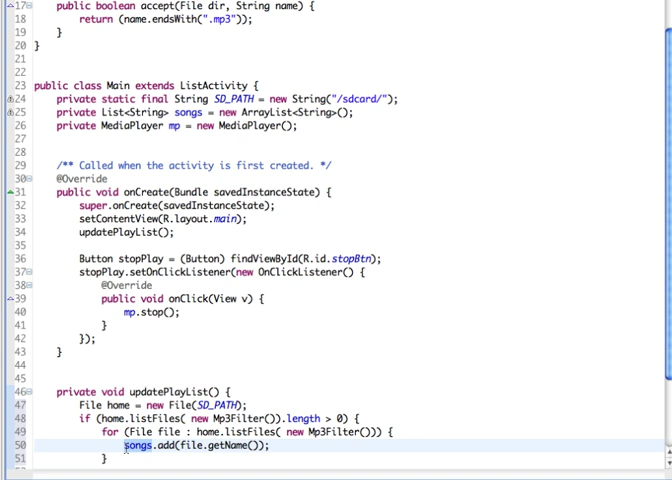 17 public boolean accept(File dir, String name) {
18 return (name.endsWith(".mp3"));
19 }
20 }
21
22
23 public class Main extends ListActivity {
24 private static final String SD_PATH = new String("/sdcard/");
25 private List<String> songs = new ArrayList<String>();
26 private MediaPlayer mp = new MediaPlayer();
27
28
29 /** Called when the activity is first created. */
30 @Override
31 public void onCreate(Bundle savedInstanceState) {
32 super.onCreate(savedInstanceState);
33 setContentView(R.layout.main);
34 updatePlayList();
35
36 Button stopPlay = (Button) findViewById(R.id.stopBtn);
37 stopPlay.setOnClickListener(new OnClickListener() {
38 @Override
39 public void onClick(View v) {
40 mp.stop();
41 }
42 });
43 }
44
45
46 private void updatePlayList() {
47 File home = new File(SD_PATH);
48 if (home.listFiles( new Mp3Filter()).length > 0) {
49 for (File file : home.listFiles( new Mp3Filter())) {
50 songs.add(file.getName());
51 }